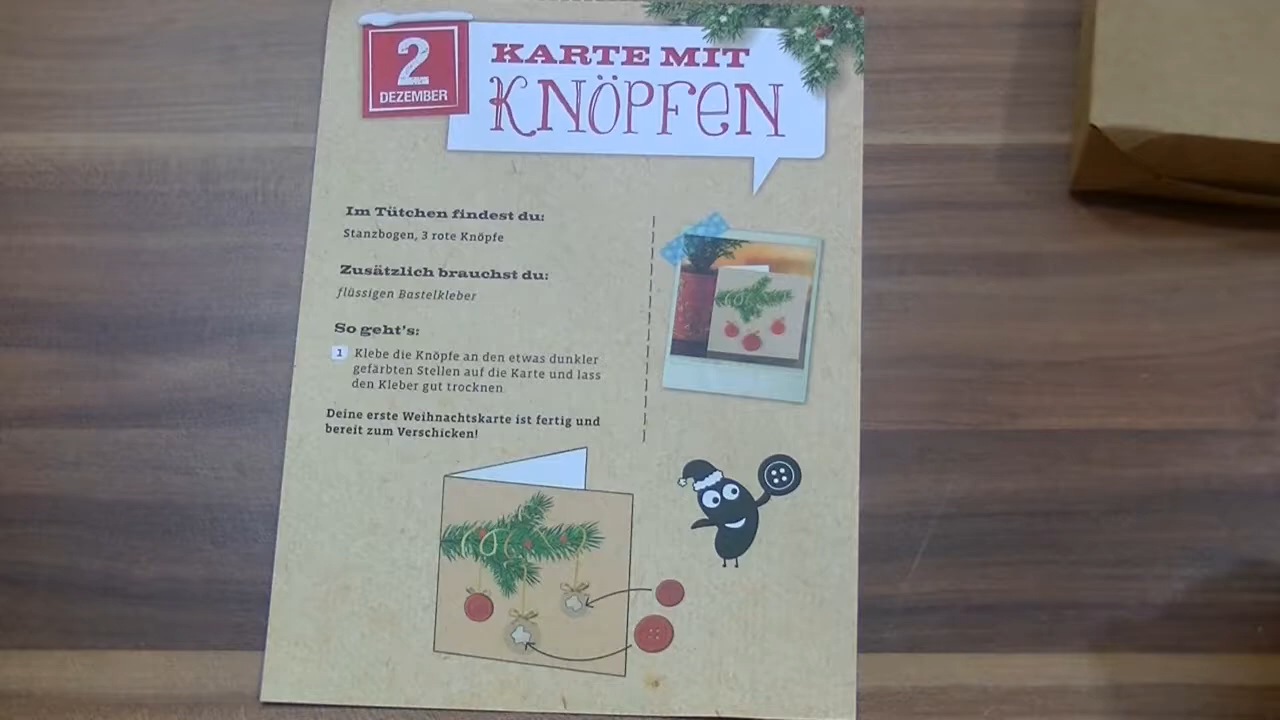 2
DEZEMBER
KARTE MIT
KNÖPFEN
Im Tütchen findest du:
Stanzbogen, 3 rote Knöpfe
Zusätzlich brauchst du:
flüssigen Bastelkleber
So geht's:
1 Klebe die Knöpfe an den etwas dunkler
gefärbten Stellen auf die Karte und lass
den Kleber gut trocknen.
Deine erste Weihnachtskarte ist fertig und
bereit zum Verschicken!